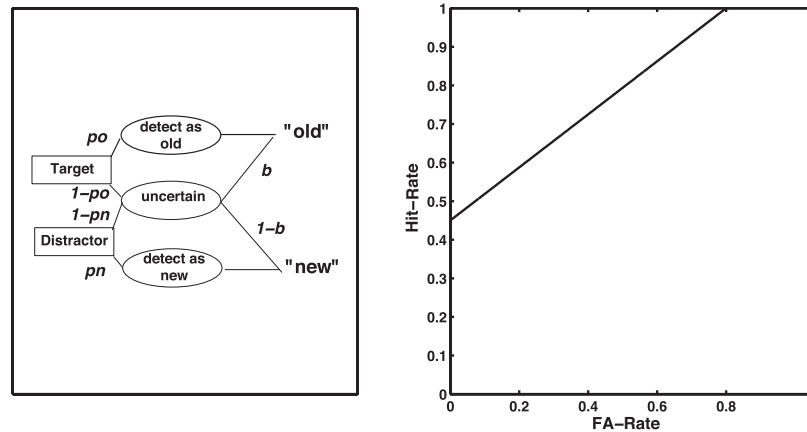 detect as
old
"old"
po
Target
b
1−po
uncertain
1−pn
1−b
Distractor
detect as
new
"new"
pn
1
0.9
0.8
0.7
0.6
0.5
0.4
0.3
0.2
0.1
0
Hit−Rate
0
0.2
0.4
0.6
0.8
FA−Rate